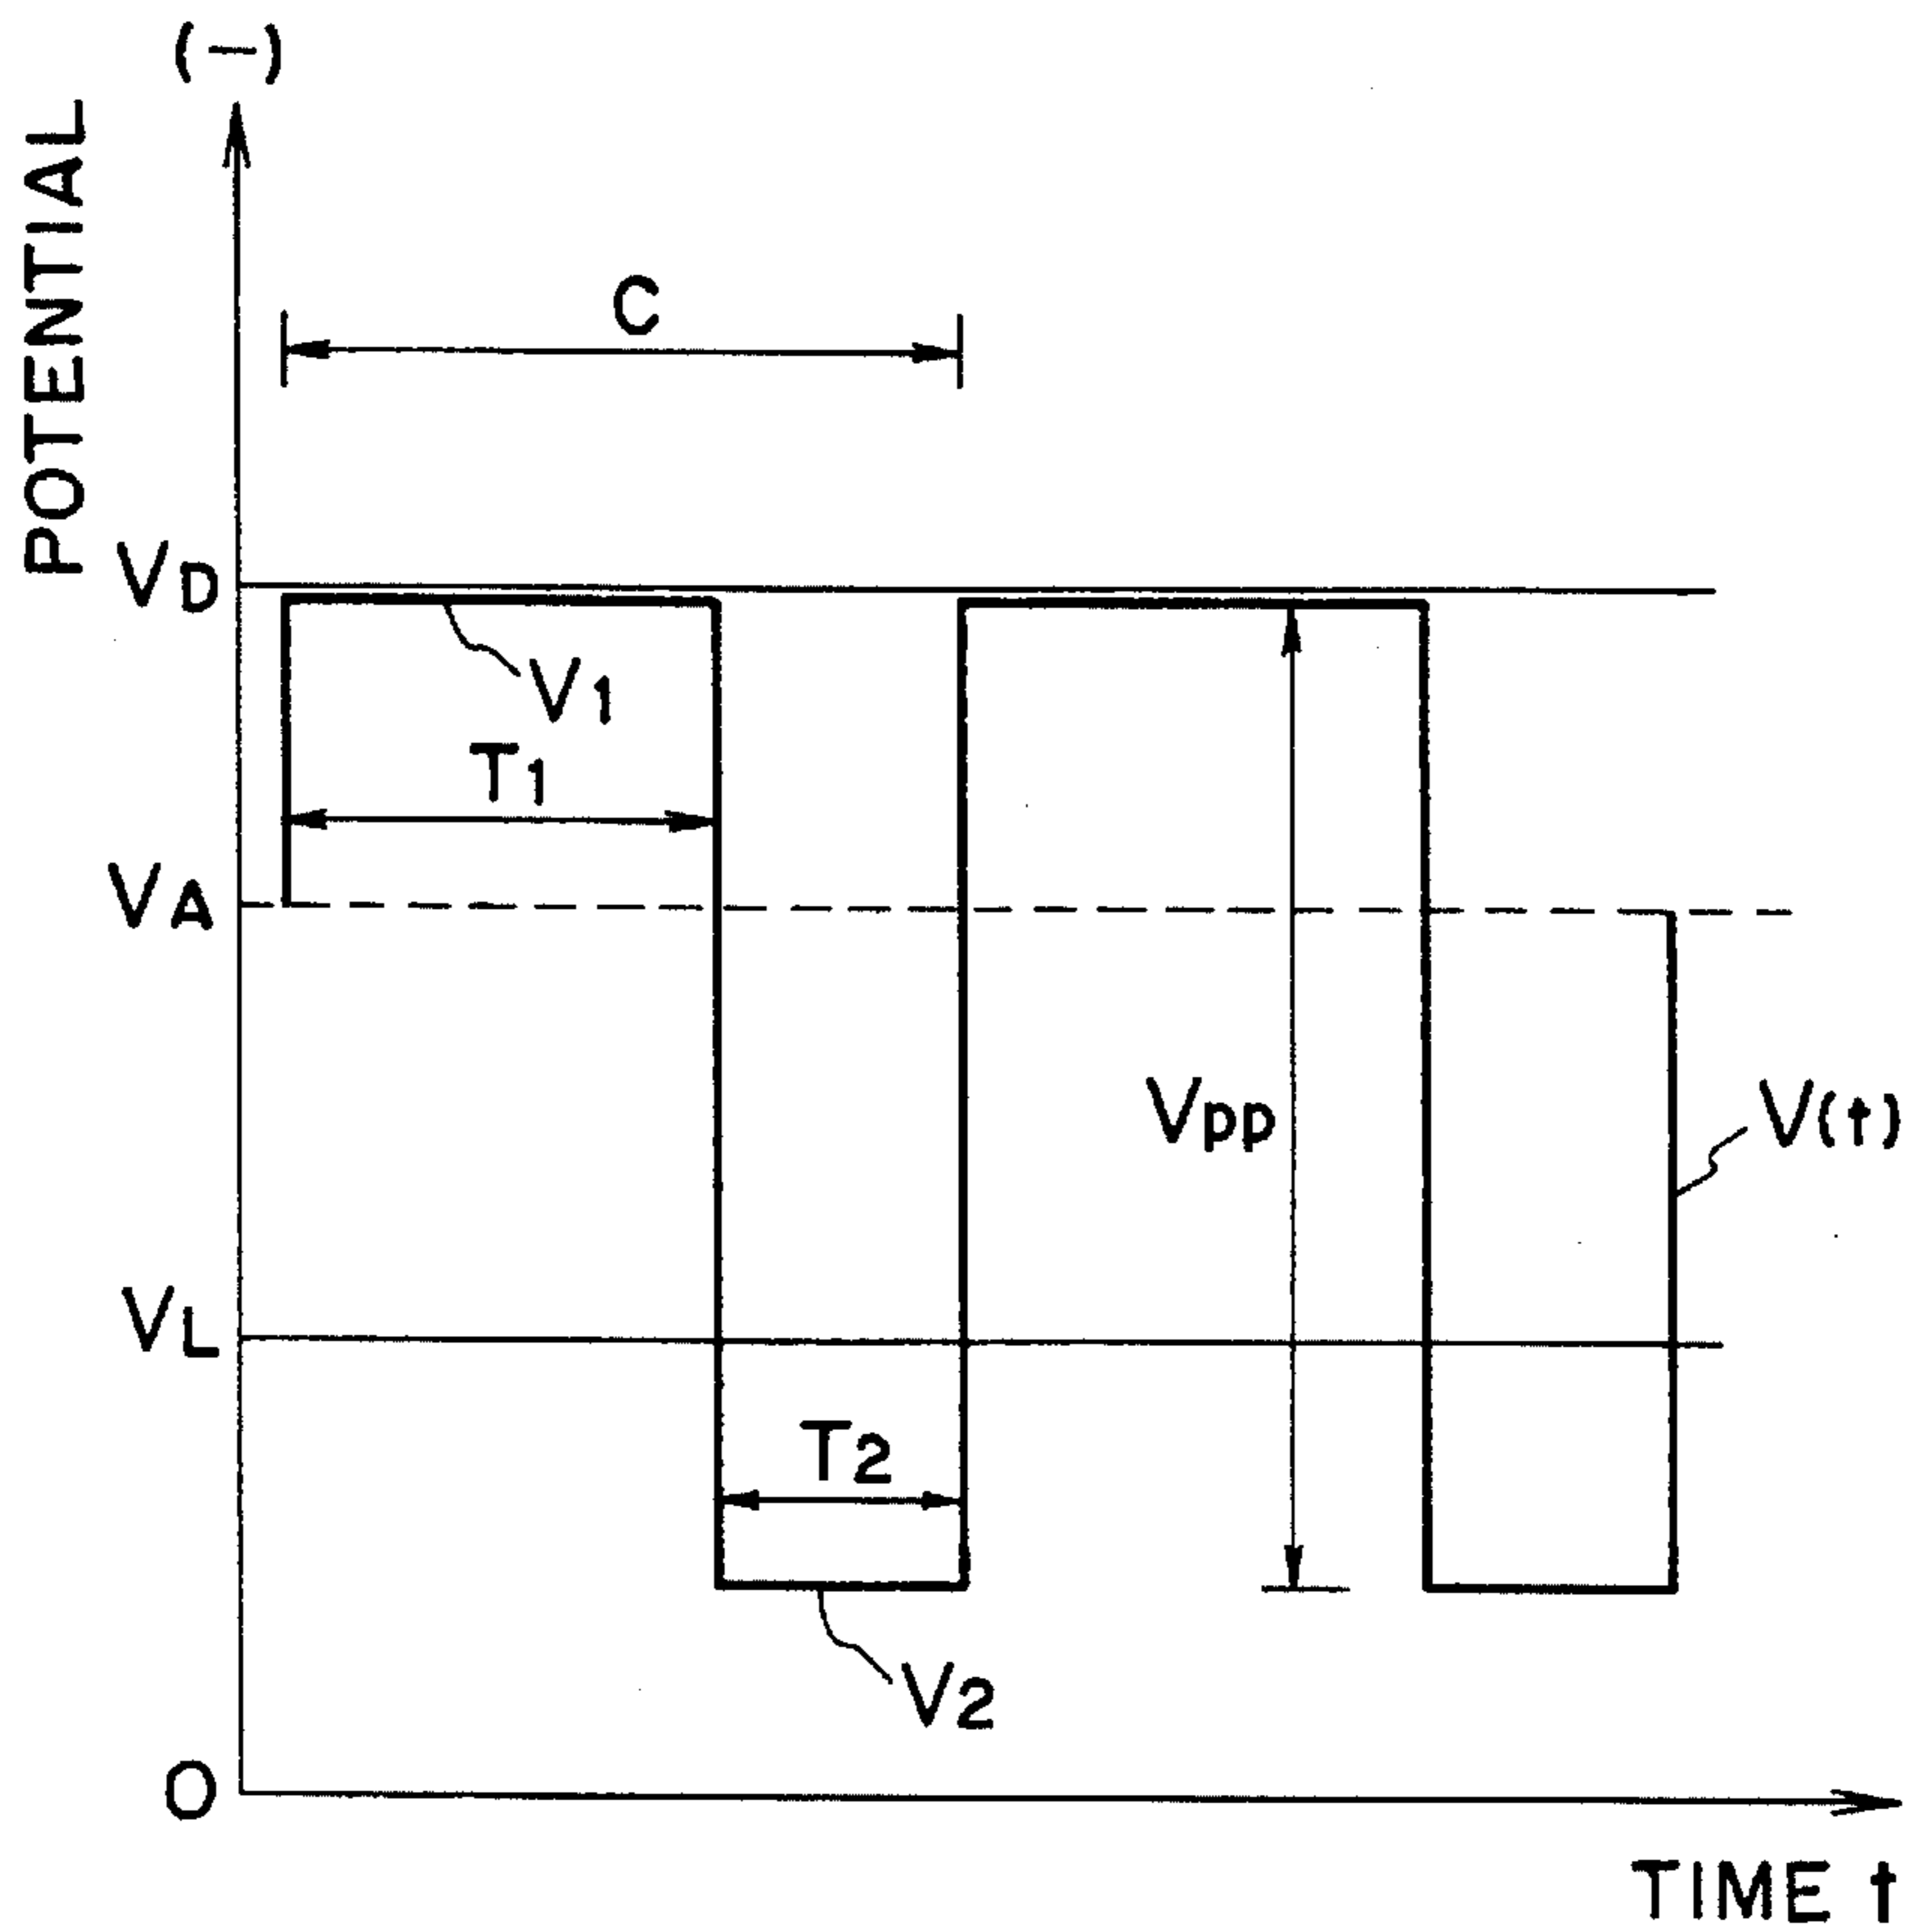 (-)
POTENTIAL
C
VD
V1
T1
VA
Vpp
V(t)
VL
T2
V2
O
TIME t